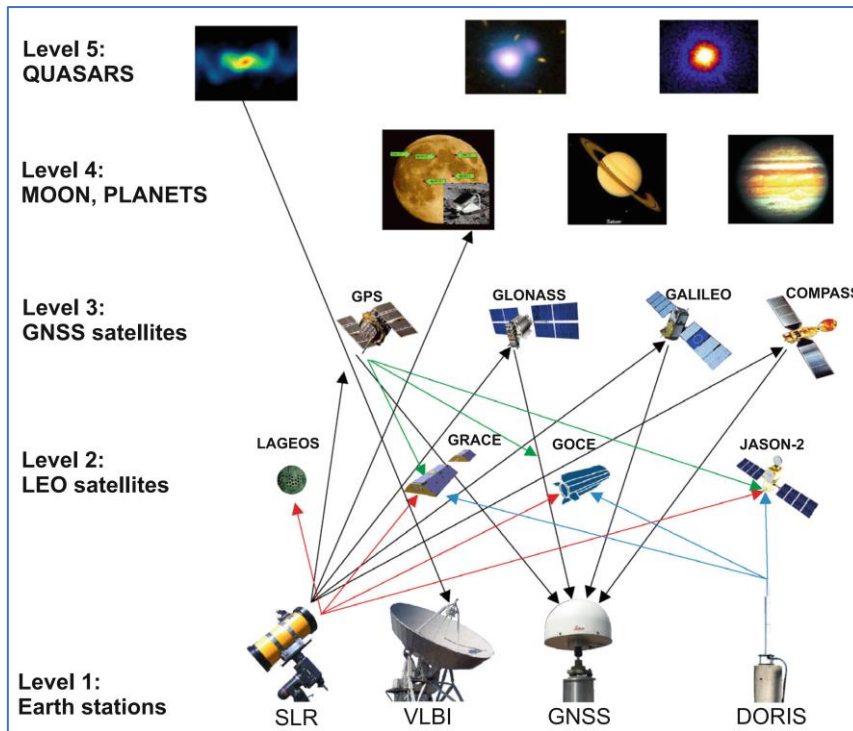 Level 5:
QUASARS
Level 4:
MOON, PLANETS
Saturn
Level 3:
GNSS satellites
GPS
GLONASS
GALILEO
COMPASS
Level 2:
LEO satellites
LAGEOS
GRACE
GOCE
JASON-2
Level 1:
Earth stations
SLR
VLBI
GNSS
DORIS